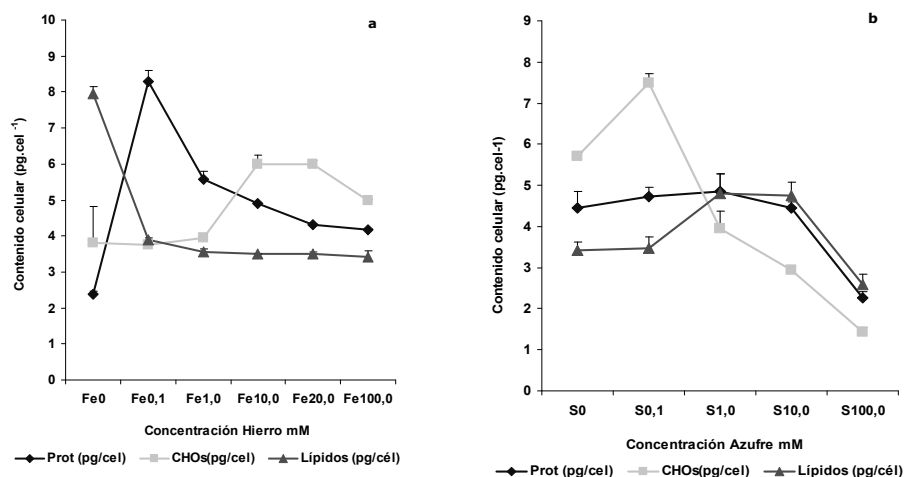 a
Contenido celular (pg.cel -1)
10
9
8
7
6
5
4
3
2
1
0
Fe0 Fe0,1 Fe1,0 Fe10,0 Fe20,0 Fe100,0
Concentración Hierro mM
Prot (pg/cel) CHOs(pg/cel) Lípidos (pg/cél)
b
Contenido celular (pg.cel-1)
9
8
7
6
5
4
3
2
1
0
S0 S0,1 S1,0 S10,0 S100,0
Concentración Azufre mM
Prot (pg/cel) CHOs(pg/cel) Lípidos (pg/cél)